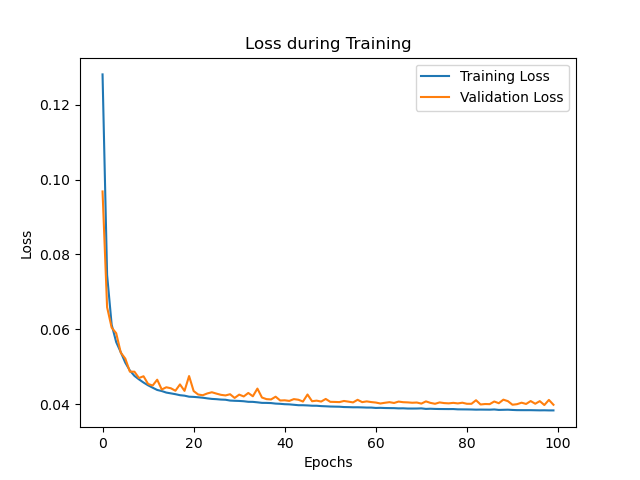 Loss during Training
Training Loss
Validation Loss
0.12
0.10
0.08
0.06
0.04
Loss
0 20 40 60 80 100
Epochs